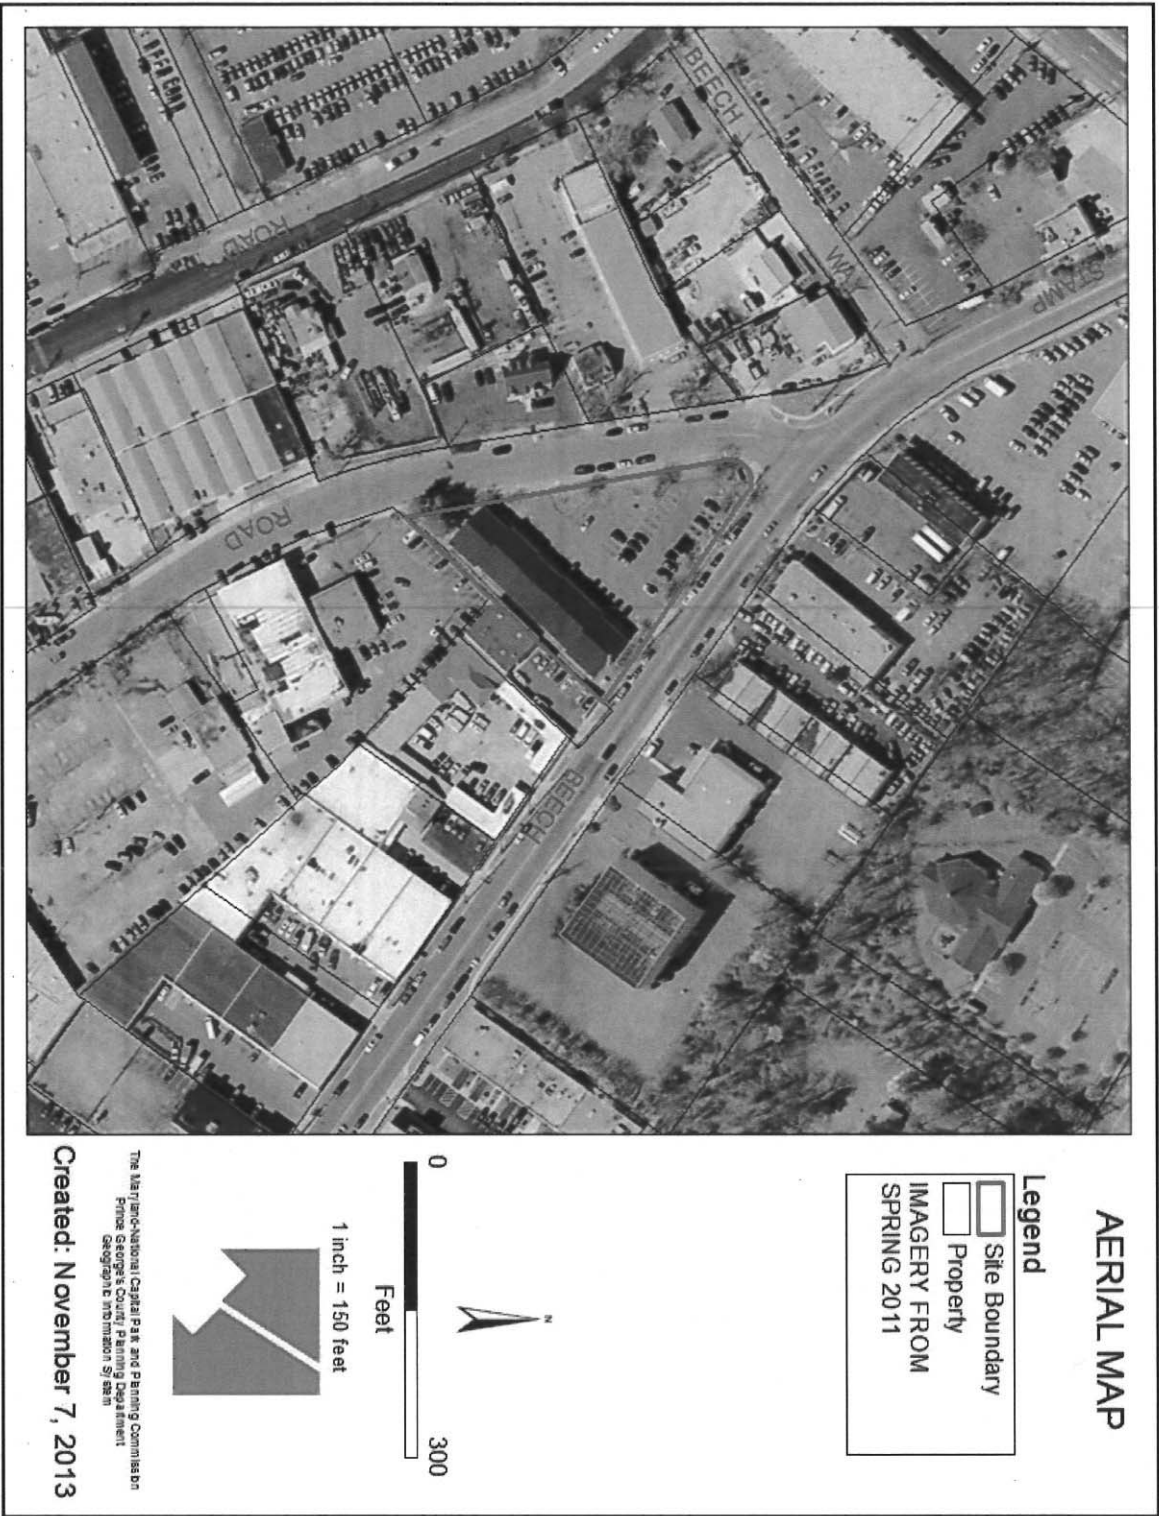 AERIAL MAP
Legend
Site Boundary
Property
IMAGERY FROM
SPRING 2011
N
0
300
Feet
1 inch = 150 feet
The Maryland-National Capital Park and Planning Commission
Prince George's County Planning Department
Geographic Information System
Created: November 7, 2013
STAMP
BEECH
WAY
ROAD
ROAD
BEECH